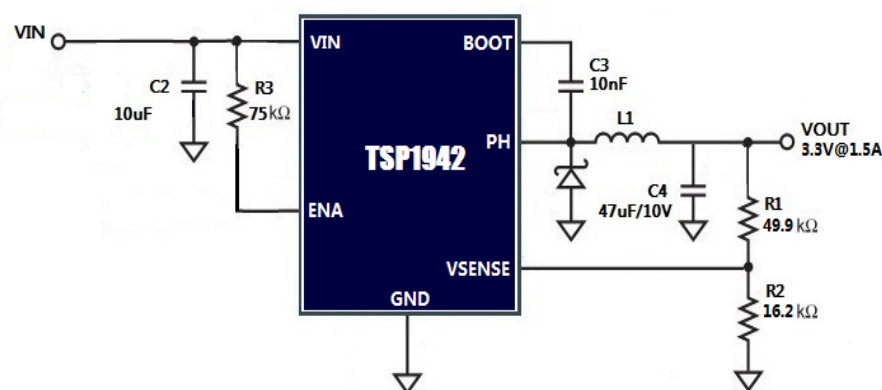 VIN
VIN
BOOT
C2
10uF
R3
75kΩ
C3
10nF
L1
PH
VOUT
3.3V@1.5A
TSP1942
C4
47uF/10V
R1
49.9 kΩ
ENA
VSENSE
GND
R2
16.2 kΩ